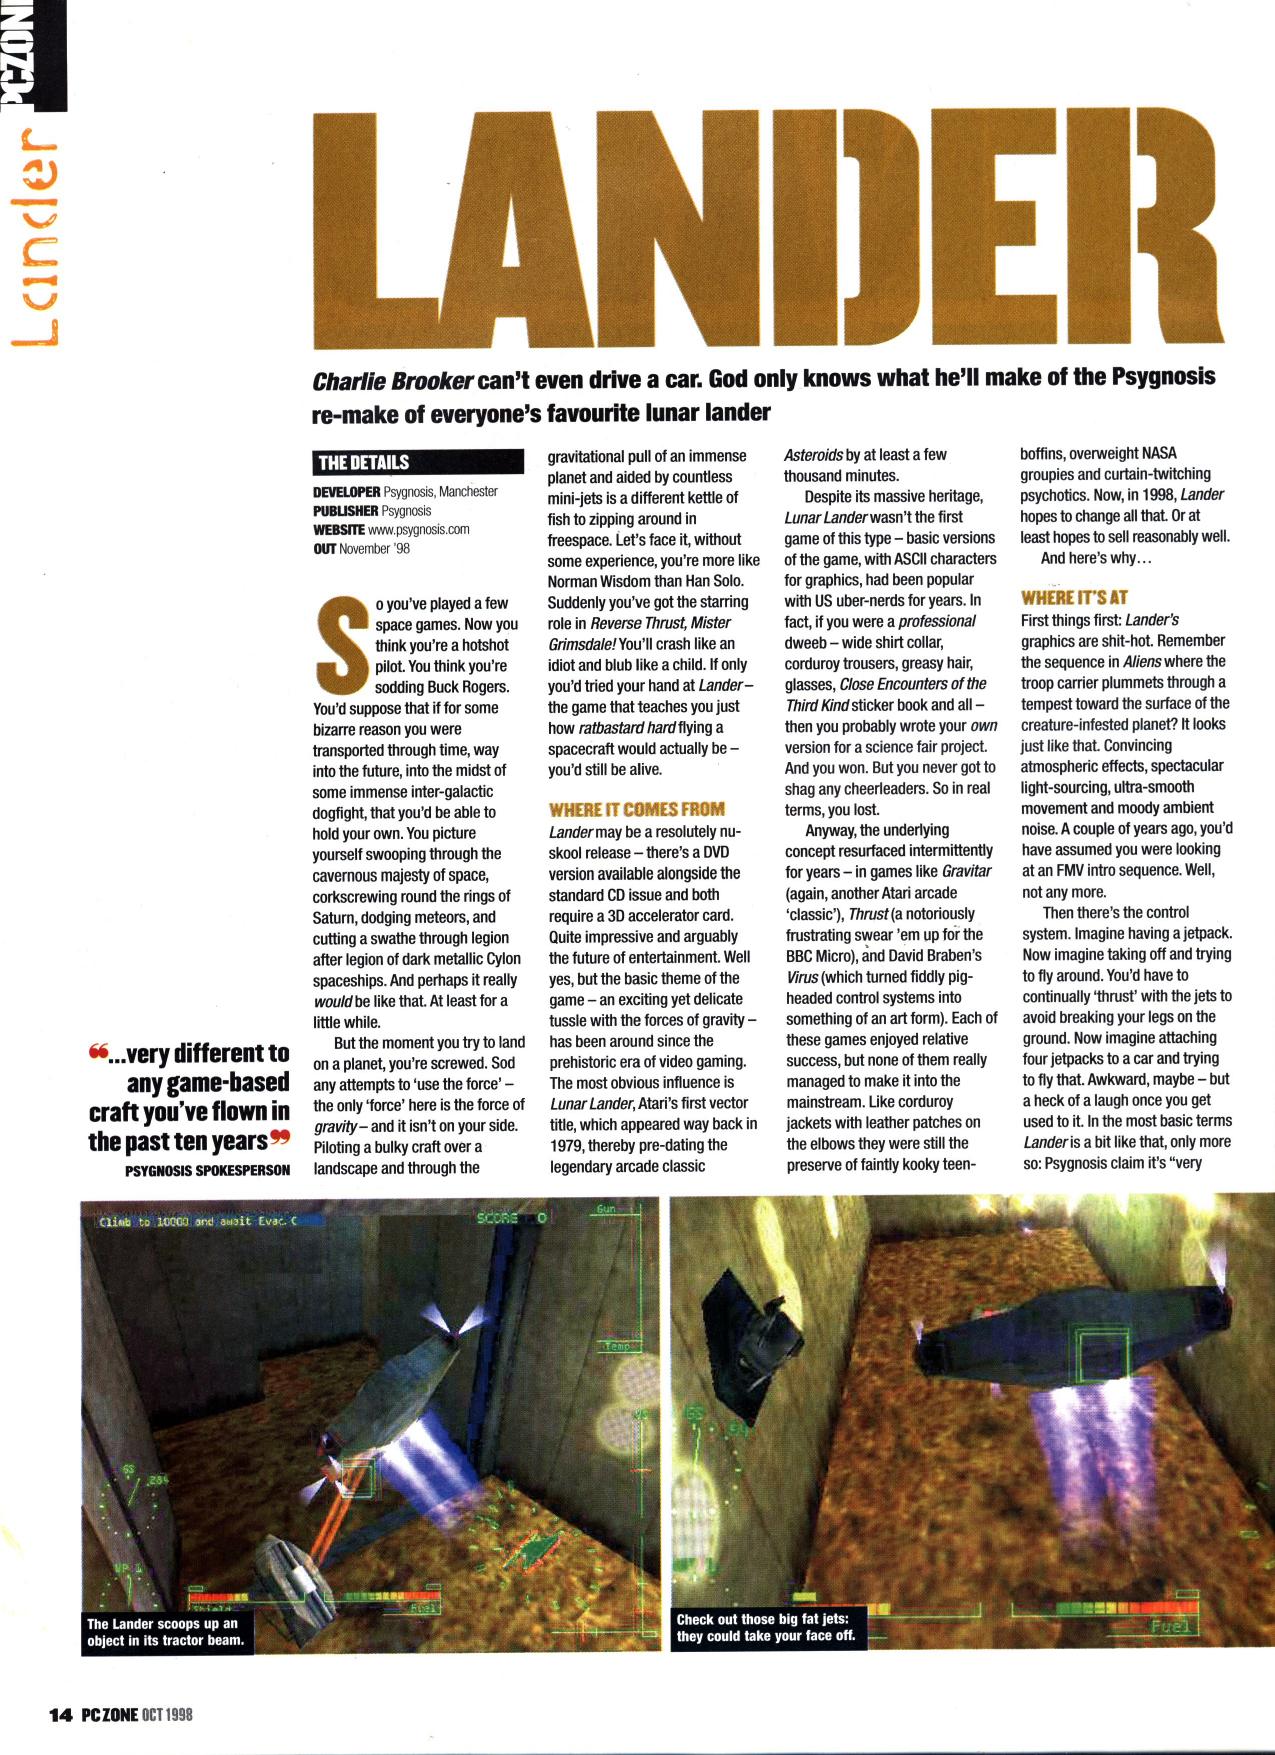 PCZONE
Lander
LANDER
Charlie Brooker can't even drive a car. God only knows what he'll make of the Psygnosis
re-make of everyone's favourite lunar lander
THE DETAILS
DEVELOPER Psygnosis, Manchester
PUBLISHER Psygnosis
WEBSITE www.psygnosis.com
OUT November '98
So you've played a few
space games. Now you
think you're a hotshot
pilot. You think you're
sodding Buck Rogers.
You'd suppose that if for some
bizarre reason you were
transported through time, way
into the future, into the midst of
some immense inter-galactic
dogfight, that you'd be able to
hold your own. You picture
yourself swooping through the
cavernous majesty of space,
corkscrewing round the rings of
Saturn, dodging meteors, and
cutting a swathe through legion
after legion of dark metallic Cylon
spaceships. And perhaps it really
would be like that. At least for a
little while.
But the moment you try to land
on a planet, you're screwed. Sod
any attempts to 'use the force' –
the only 'force' here is the force of
gravity – and it isn't on your side.
Piloting a bulky craft over a
landscape and through the
gravitational pull of an immense
planet and aided by countless
mini-jets is a different kettle of
fish to zipping around in
freespace. Let's face it, without
some experience, you're more like
Norman Wisdom than Han Solo.
Suddenly you've got the starring
role in Reverse Thrust, Mister
Grimsdale! You'll crash like an
idiot and blub like a child. If only
you'd tried your hand at Lander –
the game that teaches you just
how ratbastard hard flying a
spacecraft would actually be –
you'd still be alive.
WHERE IT COMES FROM
Lander may be a resolutely nu-
skool release – there's a DVD
version available alongside the
standard CD issue and both
require a 3D accelerator card.
Quite impressive and arguably
the future of entertainment. Well
yes, but the basic theme of the
game – an exciting yet delicate
tussle with the forces of gravity –
has been around since the
prehistoric era of video gaming.
The most obvious influence is
Lunar Lander, Atari's first vector
title, which appeared way back in
1979, thereby pre-dating the
legendary arcade classic
Asteroids by at least a few
thousand minutes.
Despite its massive heritage,
Lunar Lander wasn't the first
game of this type – basic versions
of the game, with ASCII characters
for graphics, had been popular
with US uber-nerds for years. In
fact, if you were a professional
dweeb – wide shirt collar,
corduroy trousers, greasy hair,
glasses, Close Encounters of the
Third Kind sticker book and all –
then you probably wrote your own
version for a science fair project.
And you won. But you never got to
shag any cheerleaders. So in real
terms, you lost.
Anyway, the underlying
concept resurfaced intermittently
for years – in games like Gravitar
(again, another Atari arcade
'classic'), Thrust (a notoriously
frustrating swear 'em up for the
BBC Micro), and David Braben's
Virus (which turned fiddly pig-
headed control systems into
something of an art form). Each of
these games enjoyed relative
success, but none of them really
managed to make it into the
mainstream. Like corduroy
jackets with leather patches on
the elbows they were still the
preserve of faintly kooky teen-
boffins, overweight NASA
groupies and curtain-twitching
psychotics. Now, in 1998, Lander
hopes to change all that. Or at
least hopes to sell reasonably well.
And here's why...
WHERE IT'S AT
First things first: Lander's
graphics are shit-hot. Remember
the sequence in Aliens where the
troop carrier plummets through a
tempest toward the surface of the
creature-infested planet? It looks
just like that. Convincing
atmospheric effects, spectacular
light-sourcing, ultra-smooth
movement and moody ambient
noise. A couple of years ago, you'd
have assumed you were looking
at an FMV intro sequence. Well,
not any more.
Then there's the control
system. Imagine having a jetpack.
Now imagine taking off and trying
to fly around. You'd have to
continually 'thrust' with the jets to
avoid breaking your legs on the
ground. Now imagine attaching
four jetpacks to a car and trying
to fly that. Awkward, maybe – but
a heck of a laugh once you get
used to it. In the most basic terms
Lander is a bit like that, only more
so: Psygnosis claim it's "very
“...very different to
any game-based
craft you've flown in
the past ten years”
PSYGNOSIS SPOKESPERSON
Climb to 10000 and await Evac. C
SCORE 0
Gun
Temp
GS
WP 1
Shield
Fuel
The Lander scoops up an
object in its tractor beam.
GS
Fuel
Check out those big fat jets:
they could take your face off.
14 PCZONE OCT 1998